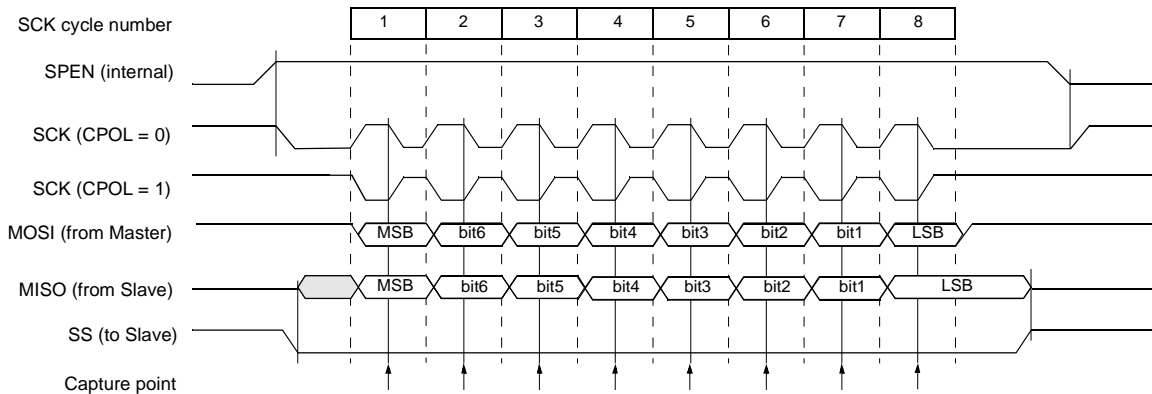 SCK cycle number 1 2 3 4 5 6 7 8
SPEN (internal)
SCK (CPOL = 0)
SCK (CPOL = 1)
MOSI (from Master) MSB bit6 bit5 bit4 bit3 bit2 bit1 LSB
MISO (from Slave) MSB bit6 bit5 bit4 bit3 bit2 bit1 LSB
SS (to Slave)
Capture point